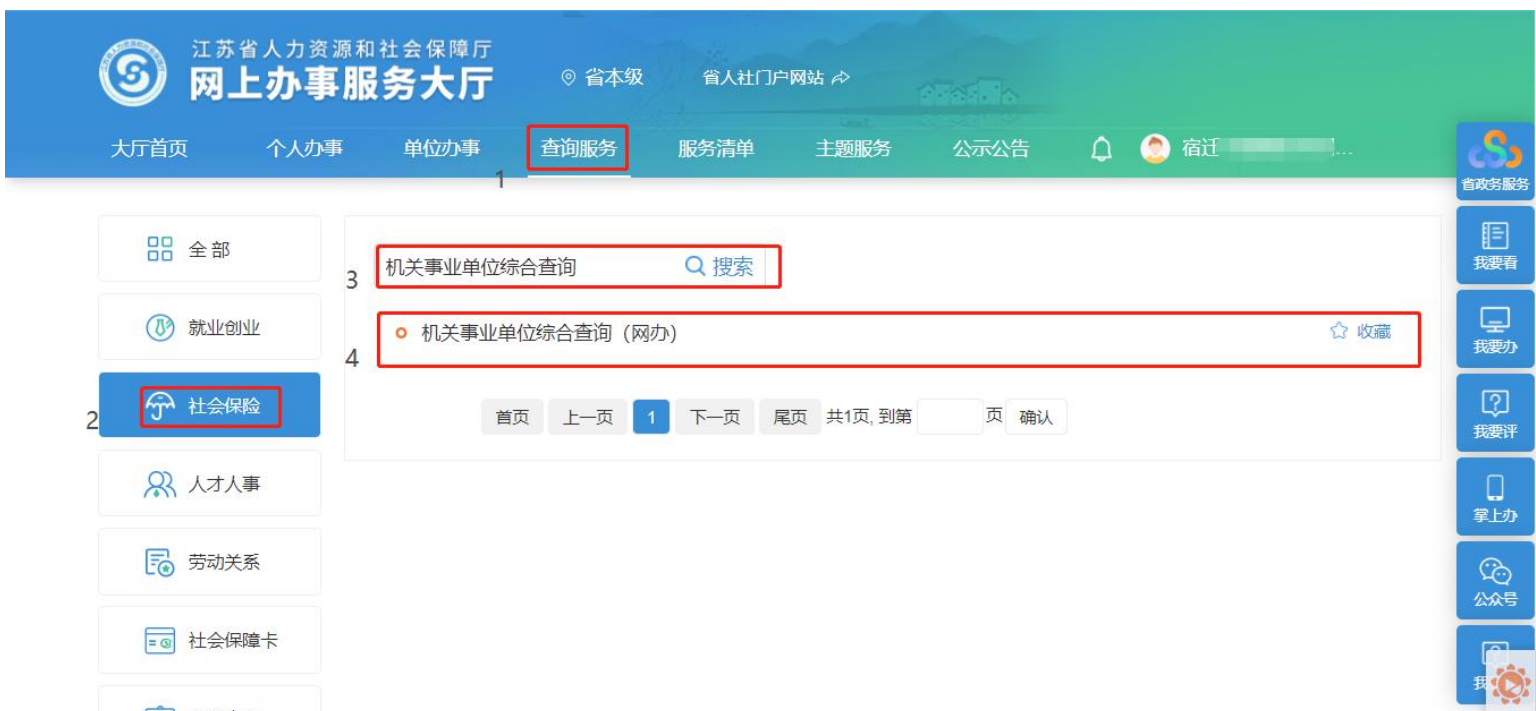 江苏省人力资源和社会保障厅
网上办事服务大厅
省本级
省人社门户网站
大厅首页 个人办事 单位办事 查询服务 服务清单 主题服务 公示公告 宿迁 ...
1
省政务服务
全部
3
机关事业单位综合查询 搜索
我要看
就业创业
4
机关事业单位综合查询（网办） 收藏
我要办
2
社会保险
首页 上一页 1 下一页 尾页 共1页, 到第 页 确认
我要评
人才人事
掌上办
劳动关系
公众号
社会保障卡